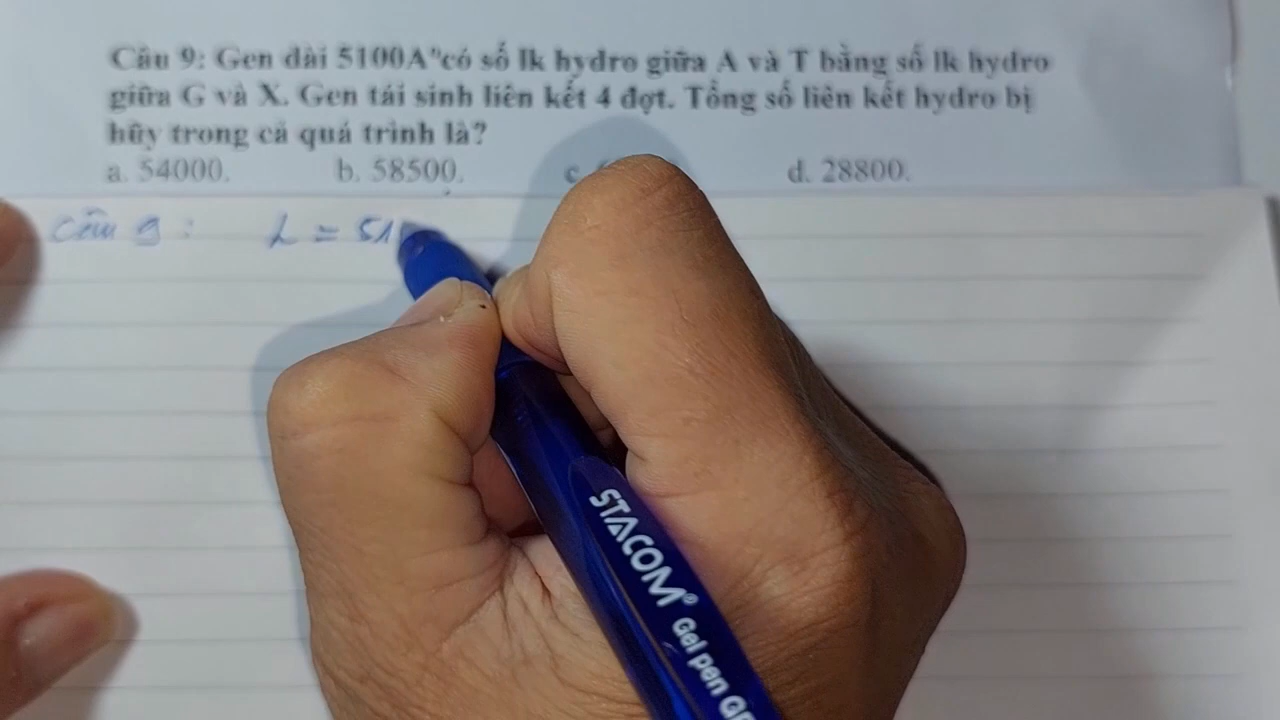 Câu 9: Gen dài 5100A° có số lk hydro giữa A và T bằng số lk hydro
giữa G và X. Gen tái sinh liên kết 4 đợt. Tổng số liên kết hydro bị
hũy trong cả quá trình là?
a. 54000. b. 58500. c d. 28800.
Câu 9 : L = 51
STACOM® Gel pen